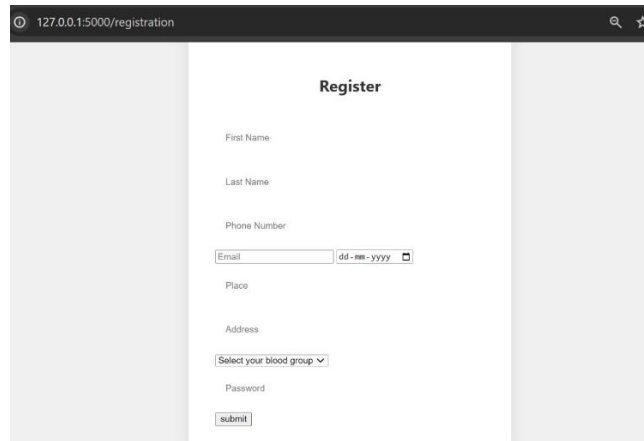 127.0.0.1:5000/registration
Register
First Name
Last Name
Phone Number
Email dd-mm-yyyy
Place
Address
Select your blood group
Password
submit